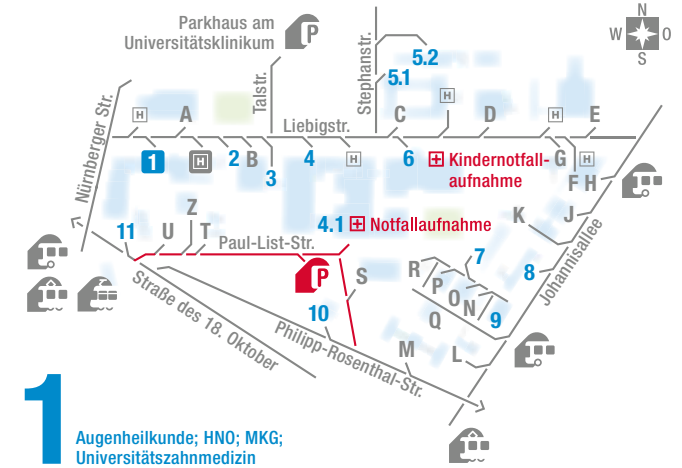 Parkhaus am
Universitätsklinikum
P
N
W O
S
Stephanstr.
5.2
5.1
Talstr.
Nürnberger Str.
H
A
Liebigstr.
C
H
D
H
E
1
H
2
B
3
4
H
6
Kindernotfall-
aufnahme
G
H
F H
4.1 Notfallaufnahme
K
J
Johannisallee
11
U
Z
T
Paul-List-Str.
P
S
7
R
P
O
N
Q
8
9
10
Straße des 18. Oktober
Philipp-Rosenthal-Str.
M
L
1
Augenheilkunde; HNO; MKG;
Universitätszahnmedizin